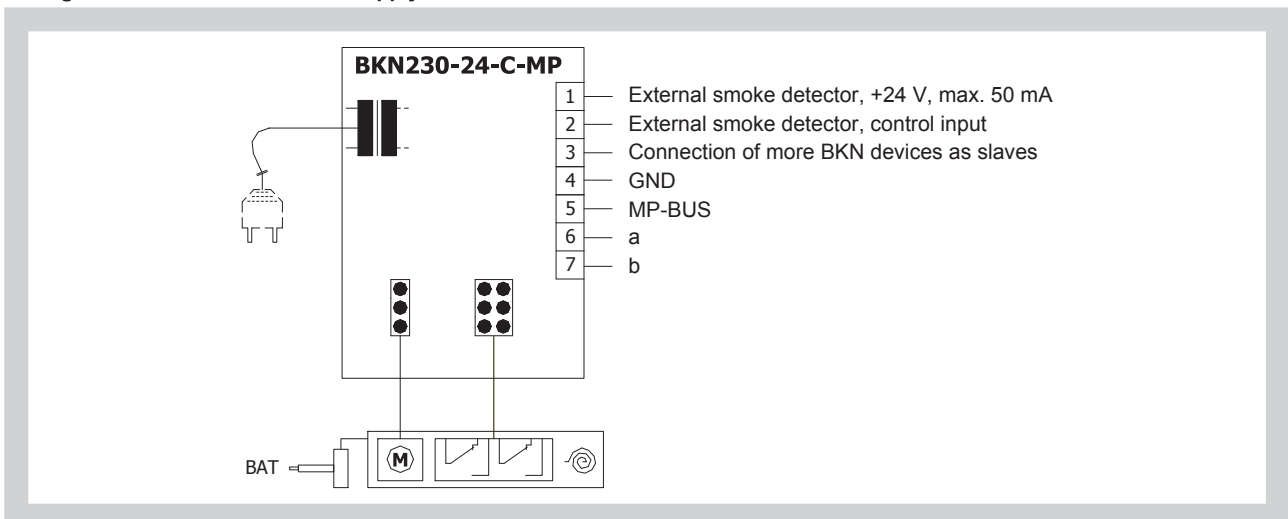 BKN230-24-C-MP
1 External smoke detector, +24 V, max. 50 mA
2 External smoke detector, control input
3 Connection of more BKN devices as slaves
4 GND
5 MP-BUS
6 a
7 b
BAT
M